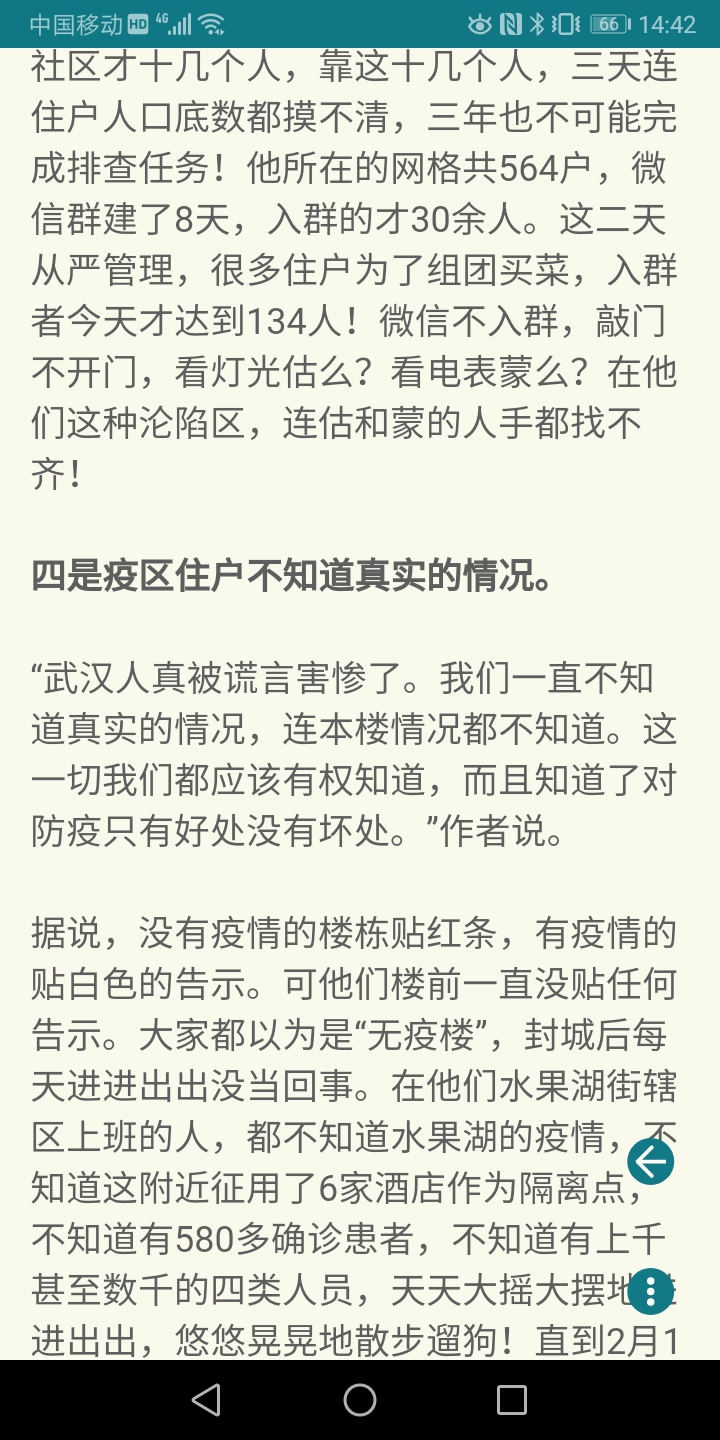 中国移动 HD 4G 66 14:42
社区才十几个人，靠这十几个人，三天连
住户人口底数都摸不清，三年也不可能完
成排查任务！他所在的网格共564户，微
信群建了8天，入群的才30余人。这二天
从严管理，很多住户为了组团买菜，入群
者今天才达到134人！微信不入群，敲门
不开门，看灯光估么？看电表蒙么？在他
们这种沦陷区，连估和蒙的人手都找不
齐！
四是疫区住户不知道真实的情况。
“武汉人真被谎言害惨了。我们一直不知
道真实的情况，连本楼情况都不知道。这
一切我们都应该有权知道，而且知道了对
防疫只有好处没有坏处。”作者说。
据说，没有疫情的楼栋贴红条，有疫情的
贴白色的告示。可他们楼前一直没贴任何
告示。大家都以为是“无疫楼”，封城后每
天进进出出没当回事。在他们水果湖街辖
区上班的人，都不知道水果湖的疫情，不
知道这附近征用了6家酒店作为隔离点，
不知道有580多确诊患者，不知道有上千
甚至数千的四类人员，天天大摇大摆地进
进出出，悠悠晃晃地散步遛狗！直到2月1